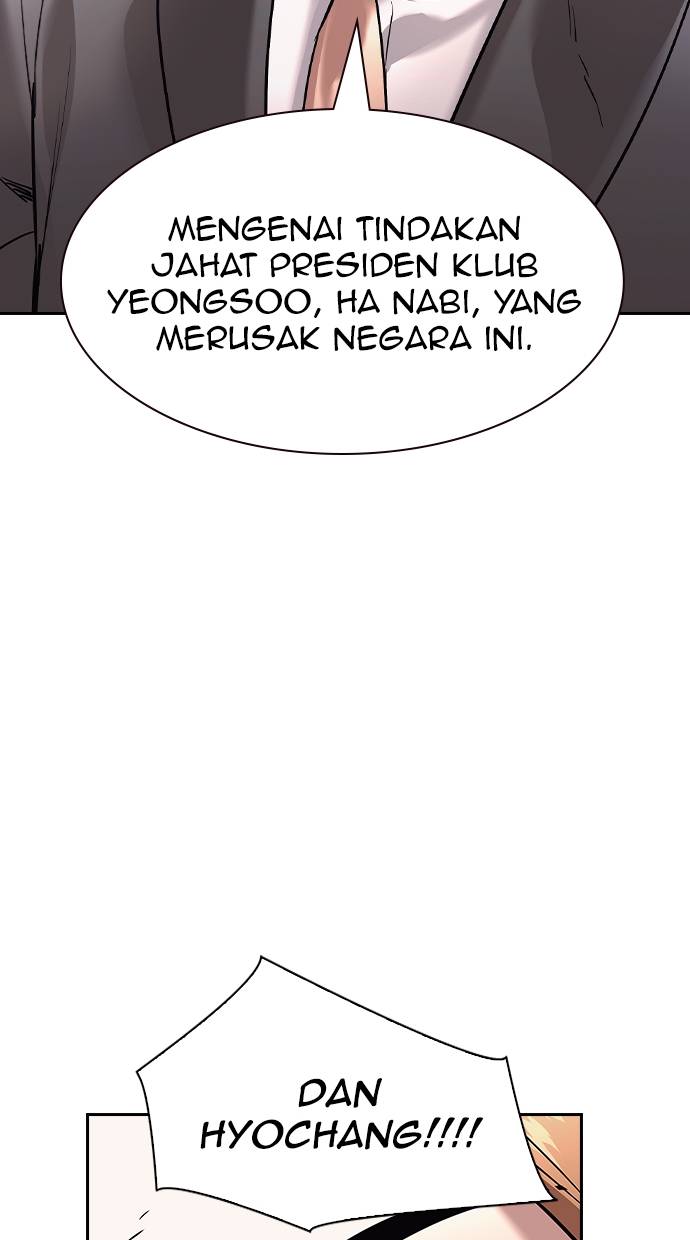 MENGENAI TINDAKAN
JAHAT PRESIDEN KLUB
YEONGSOO, HA NABI, YANG
MERUSAK NEGARA INI.
DAN
HYOCHANG!!!!